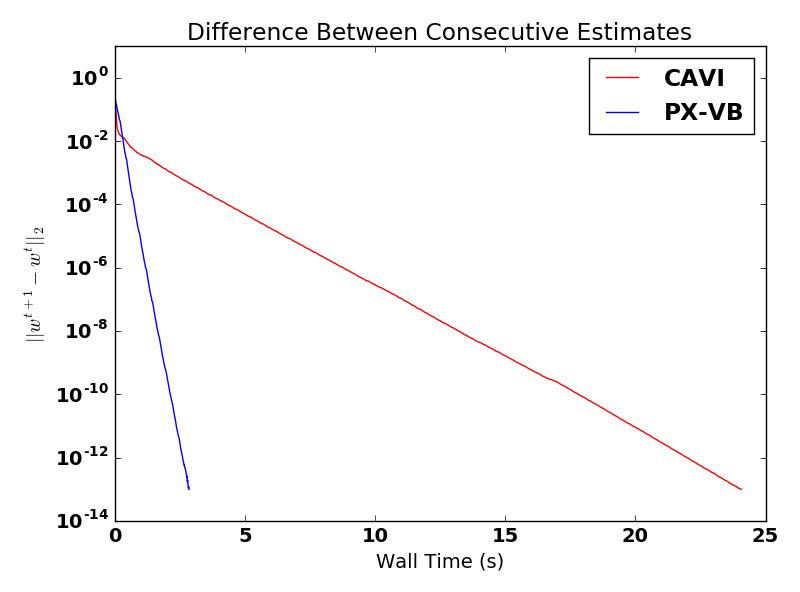 Difference Between Consecutive Estimates
CAVI
PX-VB
10^0
10^-2
10^-4
10^-6
10^-8
10^-10
10^-12
10^-14
||w^{t+1} − w^t||_2
0 5 10 15 20 25
Wall Time (s)